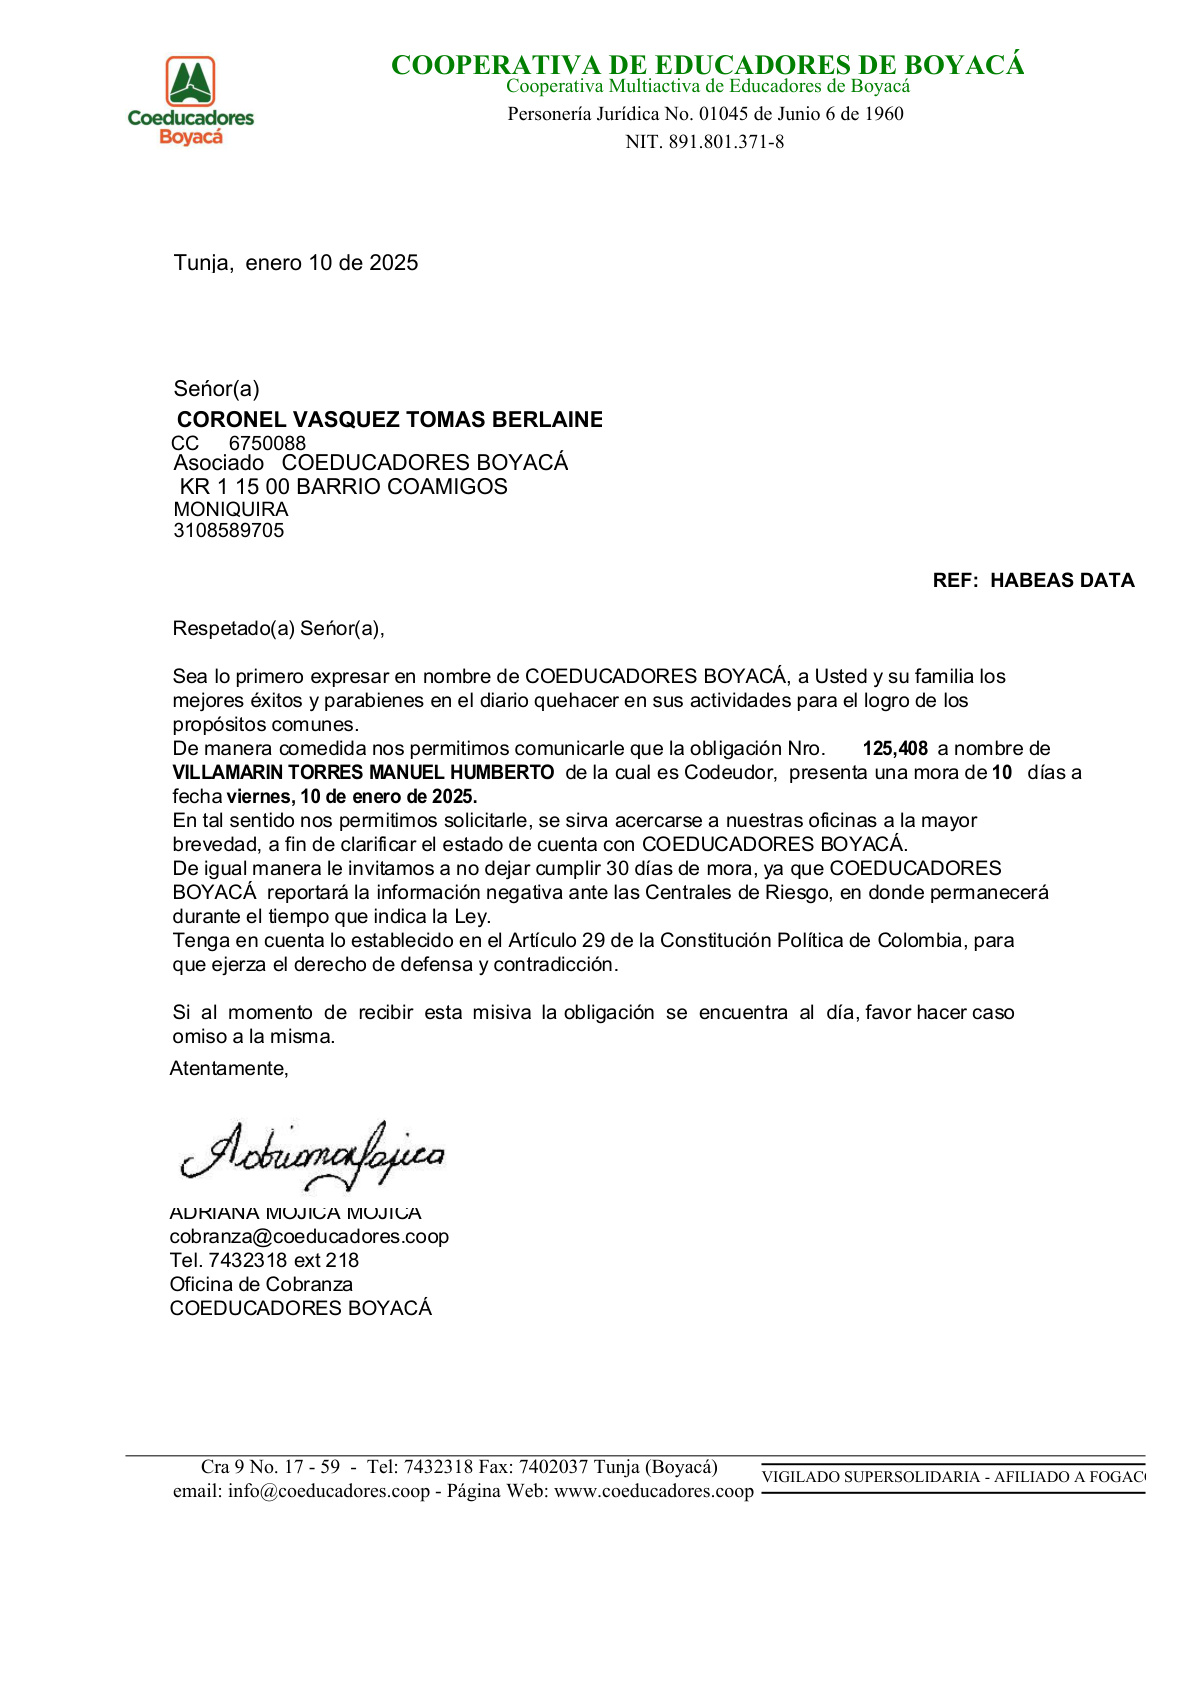 COOPERATIVA DE EDUCADORES DE BOYACÁ
Cooperativa Multiactiva de Educadores de Boyacá
Personería Jurídica No. 01045 de Junio 6 de 1960
NIT. 891.801.371-8
Coeducadores
Boyacá
Tunja, enero 10 de 2025
Seńor(a)
CORONEL VASQUEZ TOMAS BERLAINE
CC 6750088
Asociado COEDUCADORES BOYACÁ
KR 1 15 00 BARRIO COAMIGOS
MONIQUIRA
3108589705
REF: HABEAS DATA
Respetado(a) Seńor(a),
Sea lo primero expresar en nombre de COEDUCADORES BOYACÁ, a Usted y su familia los
mejores éxitos y parabienes en el diario quehacer en sus actividades para el logro de los
propósitos comunes.
De manera comedida nos permitimos comunicarle que la obligación Nro. 125,408 a nombre de
VILLAMARIN TORRES MANUEL HUMBERTO de la cual es Codeudor, presenta una mora de 10 días a
fecha viernes, 10 de enero de 2025.
En tal sentido nos permitimos solicitarle, se sirva acercarse a nuestras oficinas a la mayor
brevedad, a fin de clarificar el estado de cuenta con COEDUCADORES BOYACÁ.
De igual manera le invitamos a no dejar cumplir 30 días de mora, ya que COEDUCADORES
BOYACÁ reportará la información negativa ante las Centrales de Riesgo, en donde permanecerá
durante el tiempo que indica la Ley.
Tenga en cuenta lo establecido en el Artículo 29 de la Constitución Política de Colombia, para
que ejerza el derecho de defensa y contradicción.
Si al momento de recibir esta misiva la obligación se encuentra al día, favor hacer caso
omiso a la misma.
Atentamente,
ADRIANA MOJICA MOJICA
cobranza@coeducadores.coop
Tel. 7432318 ext 218
Oficina de Cobranza
COEDUCADORES BOYACÁ
Cra 9 No. 17 - 59 - Tel: 7432318 Fax: 7402037 Tunja (Boyacá)
email: info@coeducadores.coop - Página Web: www.coeducadores.coop
VIGILADO SUPERSOLIDARIA - AFILIADO A FOGAC